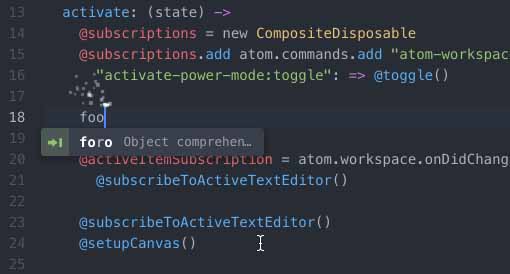 13 activate: (state) ->
14 @subscriptions = new CompositeDisposable
15 @subscriptions.add atom.commands.add "atom-workspac
16 "activate-power-mode:toggle": => @toggle()
17
18 foo
foro Object comprehen…
20 @activeItemSubscription = atom.workspace.onDidChang
21 @subscribeToActiveTextEditor()
22
23 @subscribeToActiveTextEditor()
24 @setupCanvas()
25